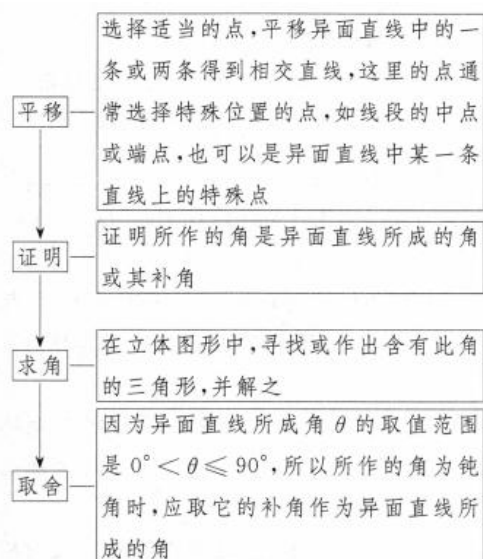 平移
选择适当的点,平移异面直线中的一
条或两条得到相交直线,这里的点通
常选择特殊位置的点,如线段的中点
或端点,也可以是异面直线中某一条
直线上的特殊点
证明
证明所作的角是异面直线所成的角
或其补角
求角
在立体图形中,寻找或作出含有此角
的三角形,并解之
取舍
因为异面直线所成角 θ 的取值范围
是 0°<θ≤90°,所以所作的角为钝
角时,应取它的补角作为异面直线所
成的角